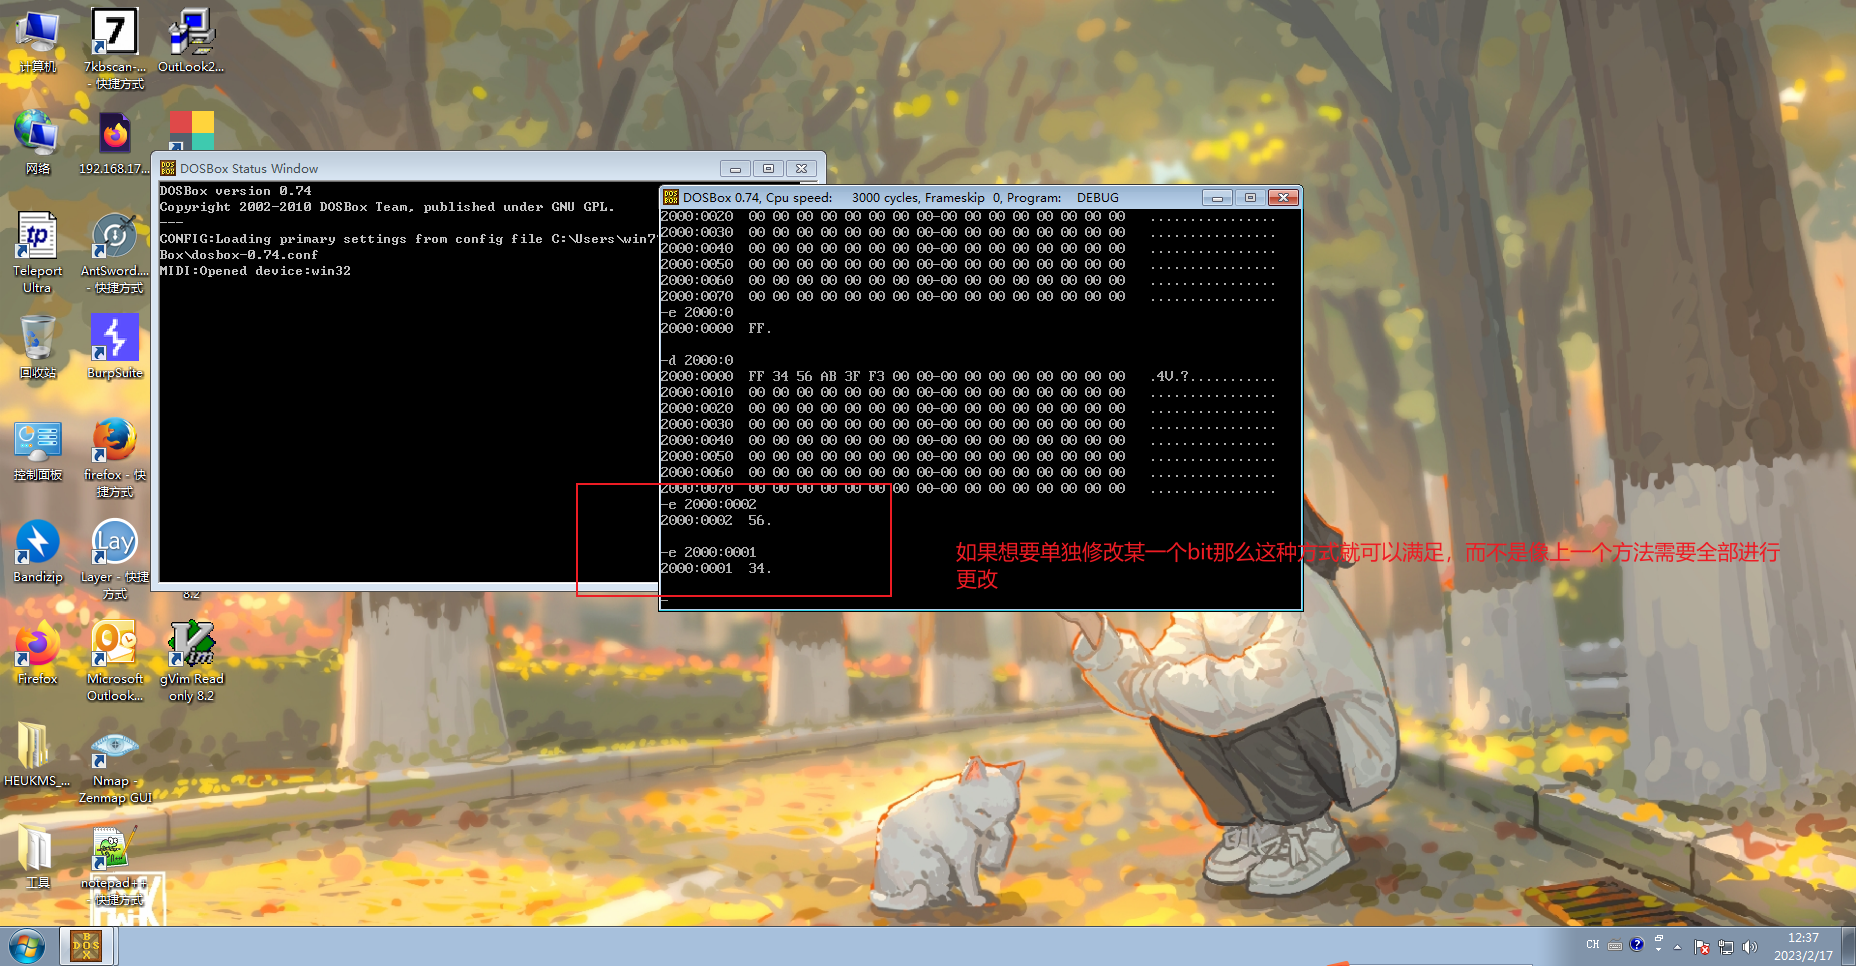 计算机
7kbscan-...
- 快捷方式
OutLook2...
网络
192.168.17...
Teleport
Ultra
AntSword....
- 快捷方式
回收站
BurpSuite
控制面板
firefox - 快
捷方式
Bandizip
Layer - 快捷
方式
8.2
Firefox
Microsoft
Outlook...
gVim Read
only 8.2
HEUKMS_...
Nmap -
Zenmap GUI
工具
notepad++
- 快捷方式
DOSBox Status Window
DOSBox version 0.74
Copyright 2002-2010 DOSBox Team, published under GNU GPL.
---
CONFIG:Loading primary settings from config file C:\Users\win7
Box\dosbox-0.74.conf
MIDI:Opened device:win32
DOSBox 0.74, Cpu speed: 3000 cycles, Frameskip 0, Program: DEBUG
2000:0020 00 00 00 00 00 00 00 00-00 00 00 00 00 00 00 00 ................
2000:0030 00 00 00 00 00 00 00 00-00 00 00 00 00 00 00 00 ................
2000:0040 00 00 00 00 00 00 00 00-00 00 00 00 00 00 00 00 ................
2000:0050 00 00 00 00 00 00 00 00-00 00 00 00 00 00 00 00 ................
2000:0060 00 00 00 00 00 00 00 00-00 00 00 00 00 00 00 00 ................
2000:0070 00 00 00 00 00 00 00 00-00 00 00 00 00 00 00 00 ................
-e 2000:0
2000:0000 FF.
-d 2000:0
2000:0000 FF 34 56 AB 3F F3 00 00-00 00 00 00 00 00 00 00 .4V.?...........
2000:0010 00 00 00 00 00 00 00 00-00 00 00 00 00 00 00 00 ................
2000:0020 00 00 00 00 00 00 00 00-00 00 00 00 00 00 00 00 ................
2000:0030 00 00 00 00 00 00 00 00-00 00 00 00 00 00 00 00 ................
2000:0040 00 00 00 00 00 00 00 00-00 00 00 00 00 00 00 00 ................
2000:0050 00 00 00 00 00 00 00 00-00 00 00 00 00 00 00 00 ................
2000:0060 00 00 00 00 00 00 00 00-00 00 00 00 00 00 00 00 ................
2000:0070 00 00 00 00 00 00 00 00-00 00 00 00 00 00 00 00 ................
-e 2000:0002
2000:0002 56.
-e 2000:0001
2000:0001 34.
-
如果想要单独修改某一个bit那么这种方式就可以满足，而不是像上一个方法需要全部进行
更改
CH
12:37
2023/2/17